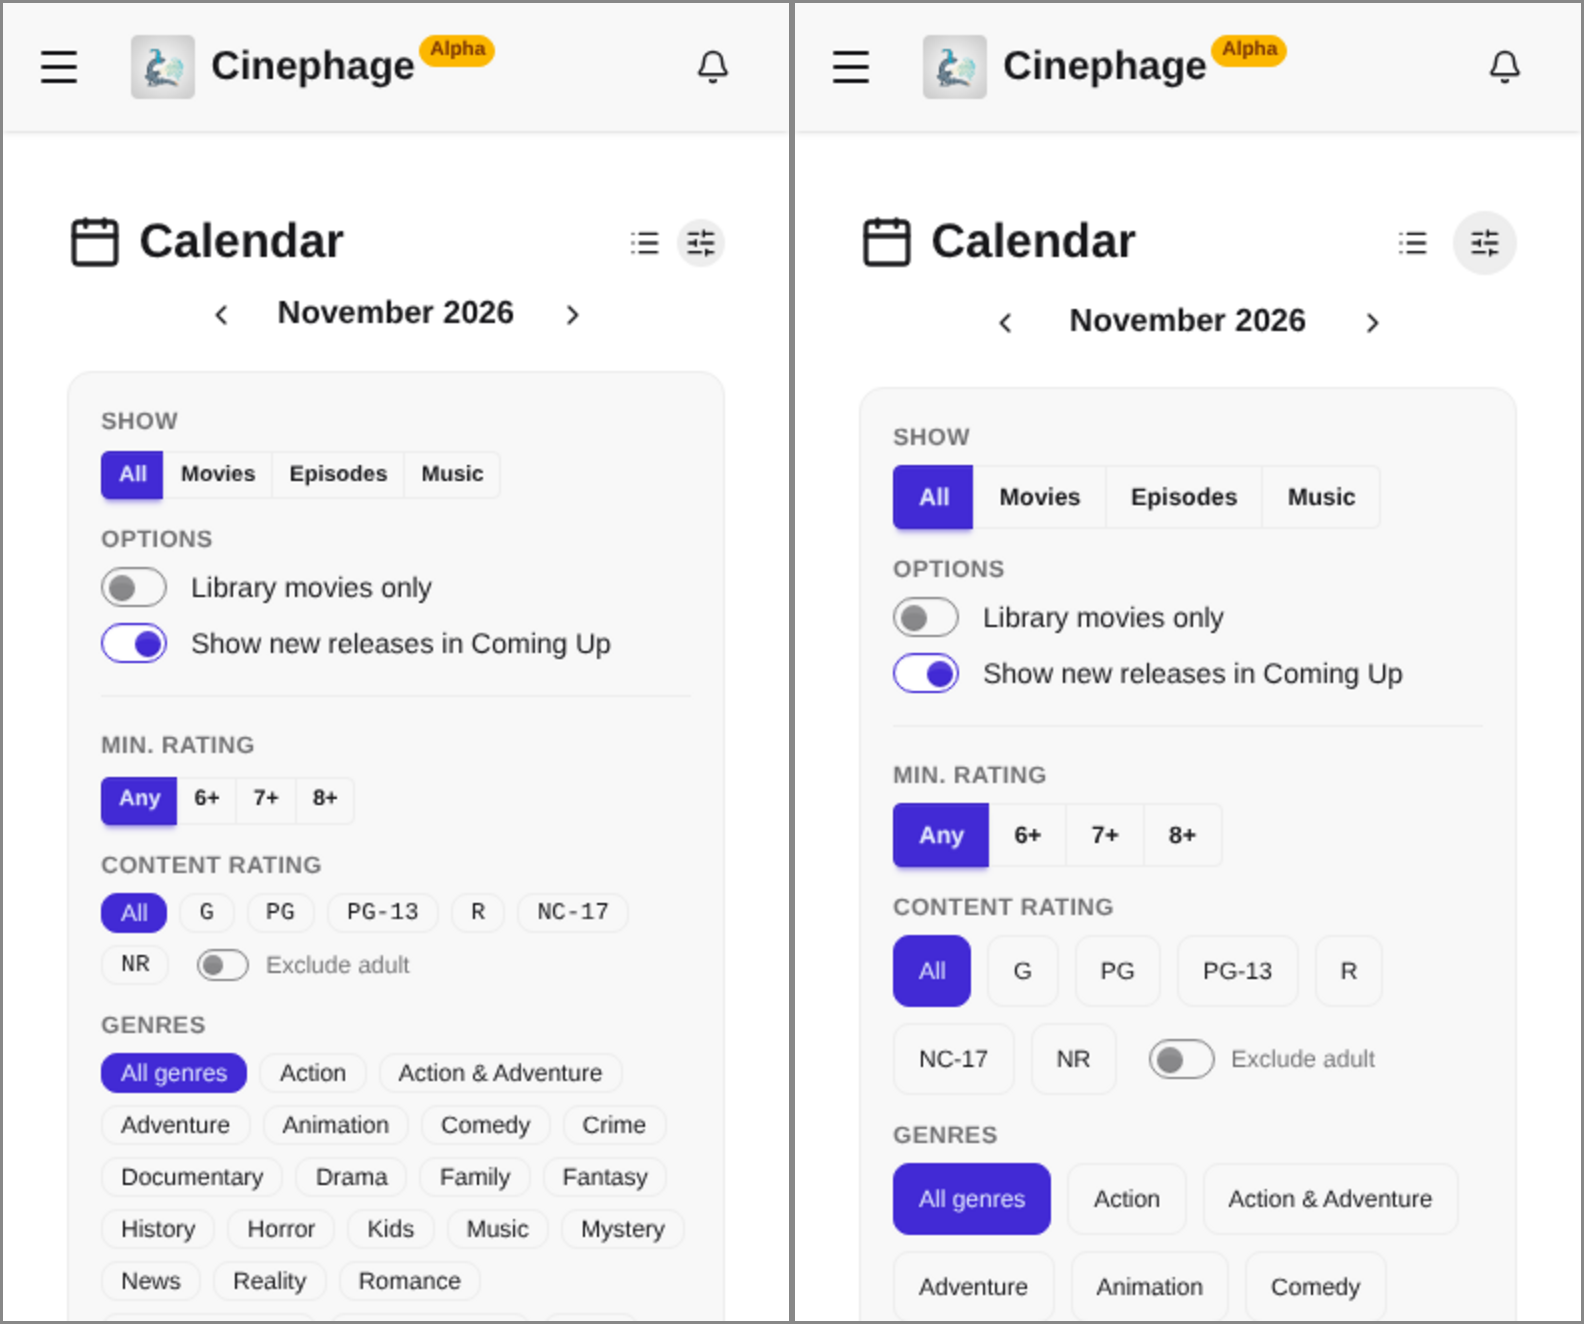 Cinephage Alpha
Calendar
November 2026
SHOW
All Movies Episodes Music
OPTIONS
Library movies only
Show new releases in Coming Up
MIN. RATING
Any 6+ 7+ 8+
CONTENT RATING
All G PG PG-13 R NC-17
NR Exclude adult
GENRES
All genres Action Action & Adventure
Adventure Animation Comedy Crime
Documentary Drama Family Fantasy
History Horror Kids Music Mystery
News Reality Romance
Cinephage Alpha
Calendar
November 2026
SHOW
All Movies Episodes Music
OPTIONS
Library movies only
Show new releases in Coming Up
MIN. RATING
Any 6+ 7+ 8+
CONTENT RATING
All G PG PG-13 R
NC-17 NR Exclude adult
GENRES
All genres Action Action & Adventure
Adventure Animation Comedy